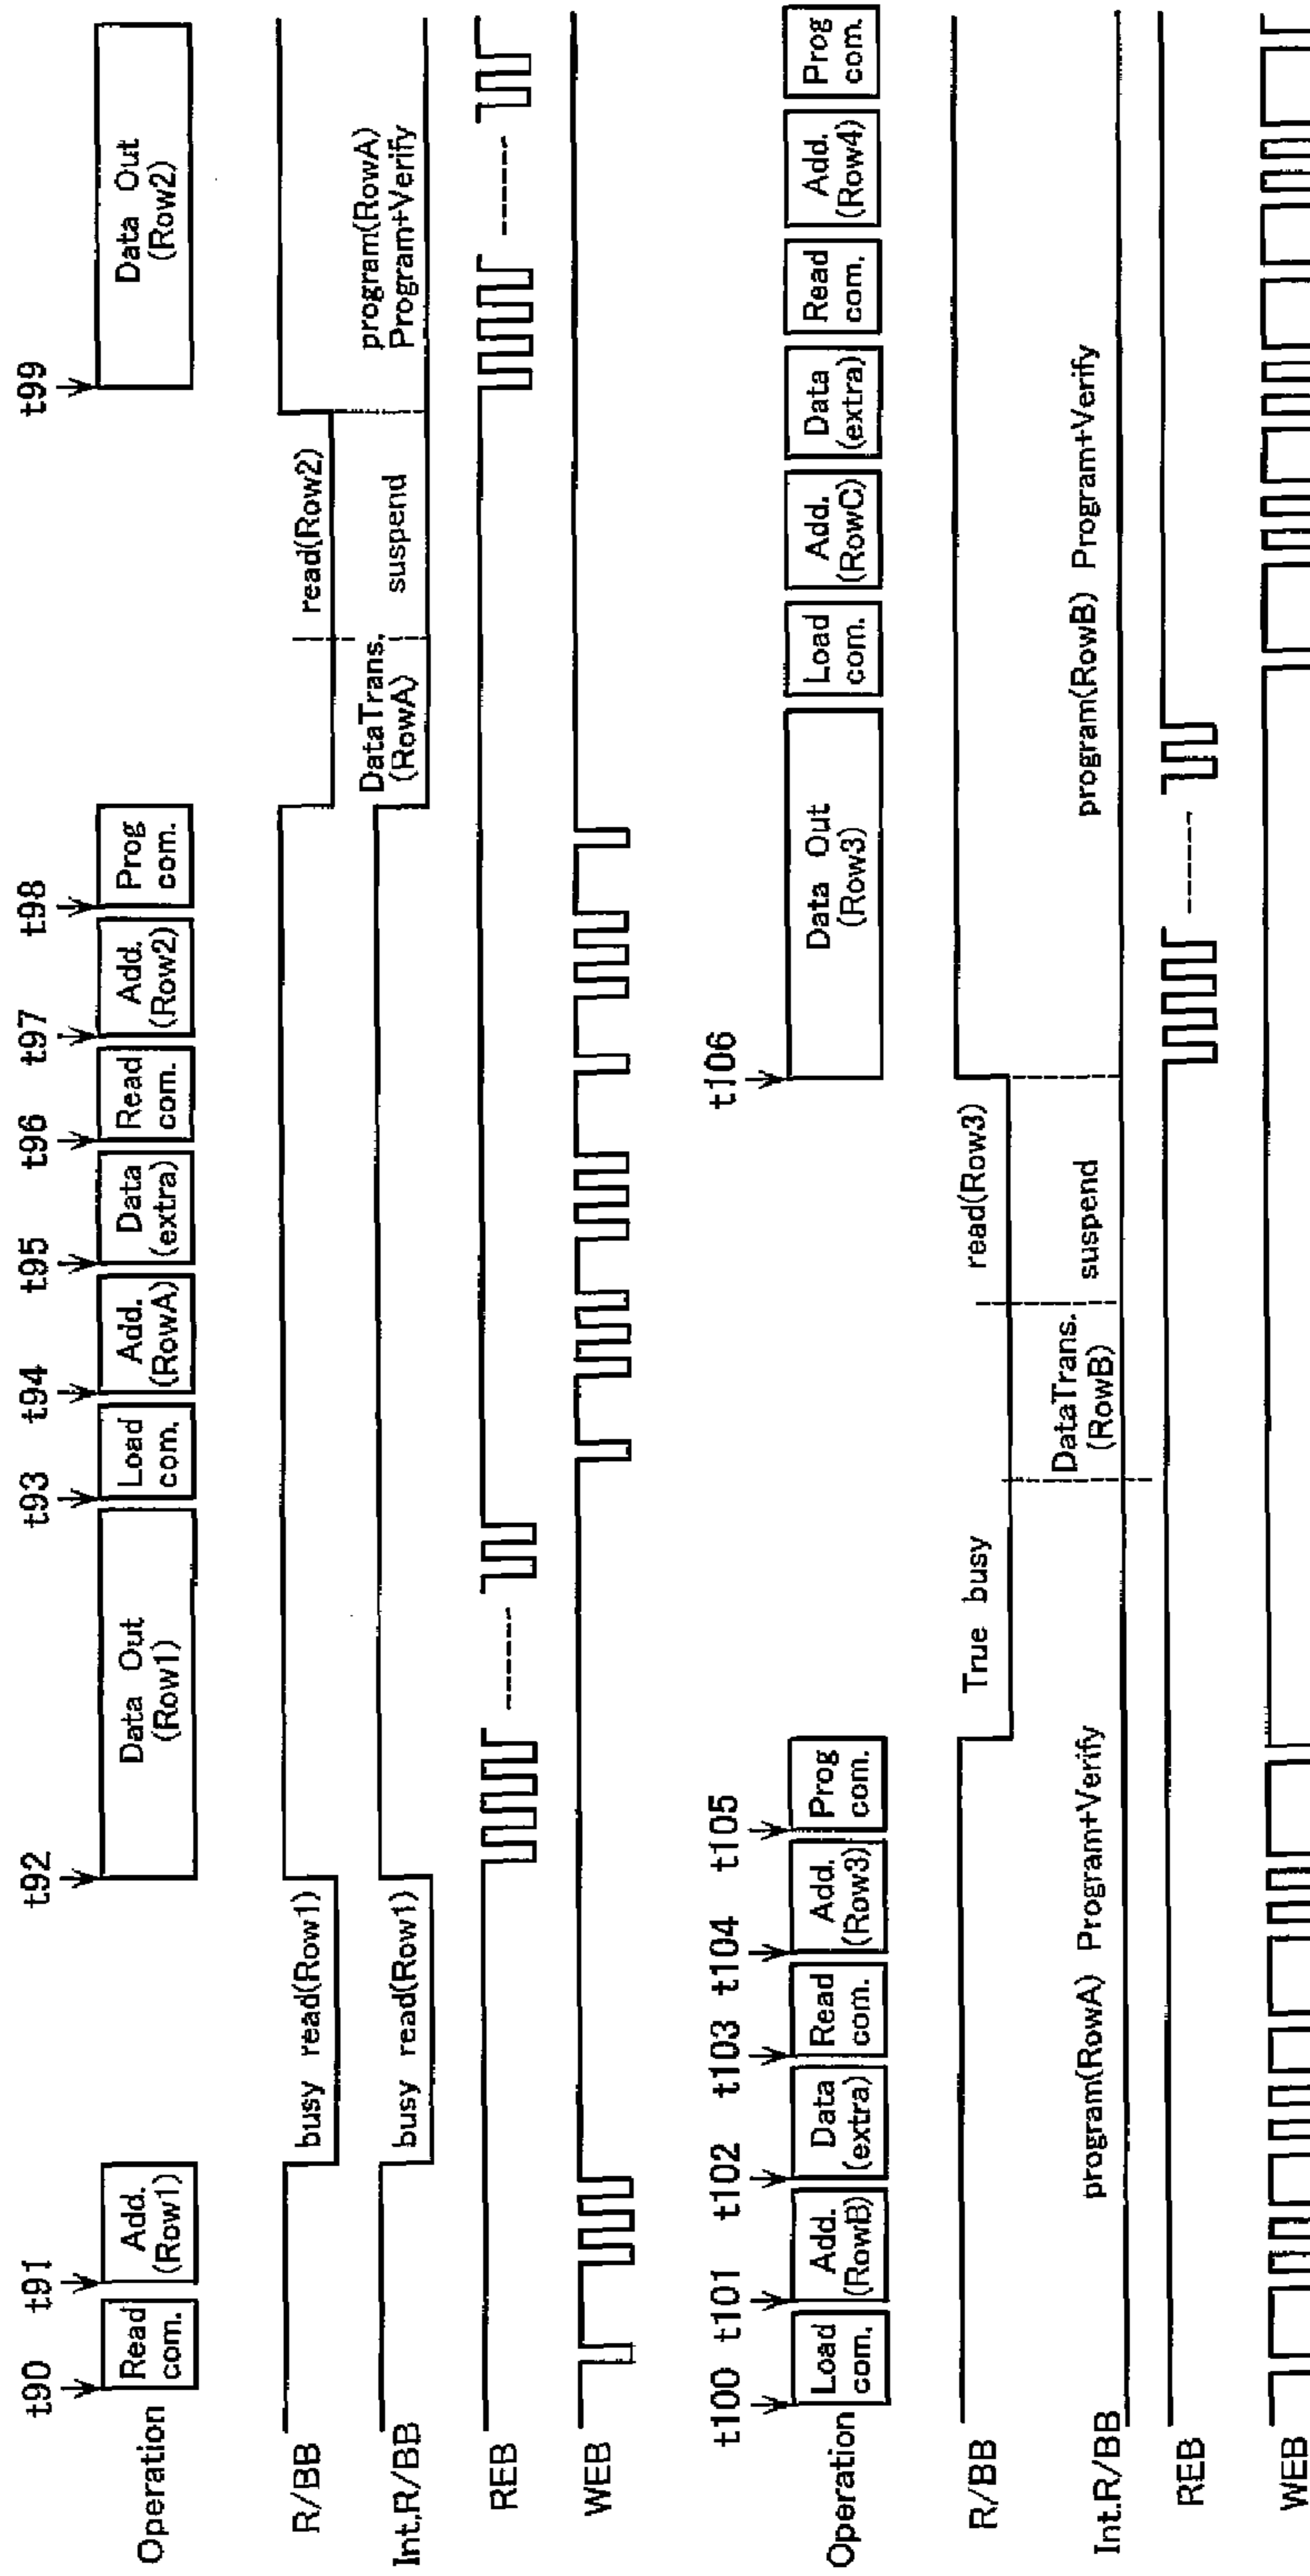 t90 t91 t92 t93 t94 t95 t96 t97 t98 t99
Operation
Read
com.
Add.
(Row1)
Data Out
(Row1)
Load
com.
Add.
(RowA)
Data
(extra)
Read
com.
Add.
(Row2)
Prog
com.
Data Out
(Row2)
R/BB
busy read(Row1)
read(Row2)
Int.R/BB
busy read(Row1)
DataTrans.
(RowA)
suspend
program(RowA)
Program+Verify
REB
WEB
t100 t101 t102 t103 t104 t105 t106
Operation
Load
com.
Add.
(RowB)
Data
(extra)
Read
com.
Add.
(Row3)
Prog
com.
Data Out
(Row3)
Load
com.
Add.
(RowC)
Data
(extra)
Read
com.
Add.
(Row4)
Prog
com.
R/BB
True busy
read(Row3)
Int.R/BB
program(RowA) Program+Verify
DataTrans.
(RowB)
suspend
program(RowB) Program+Verify
REB
WEB